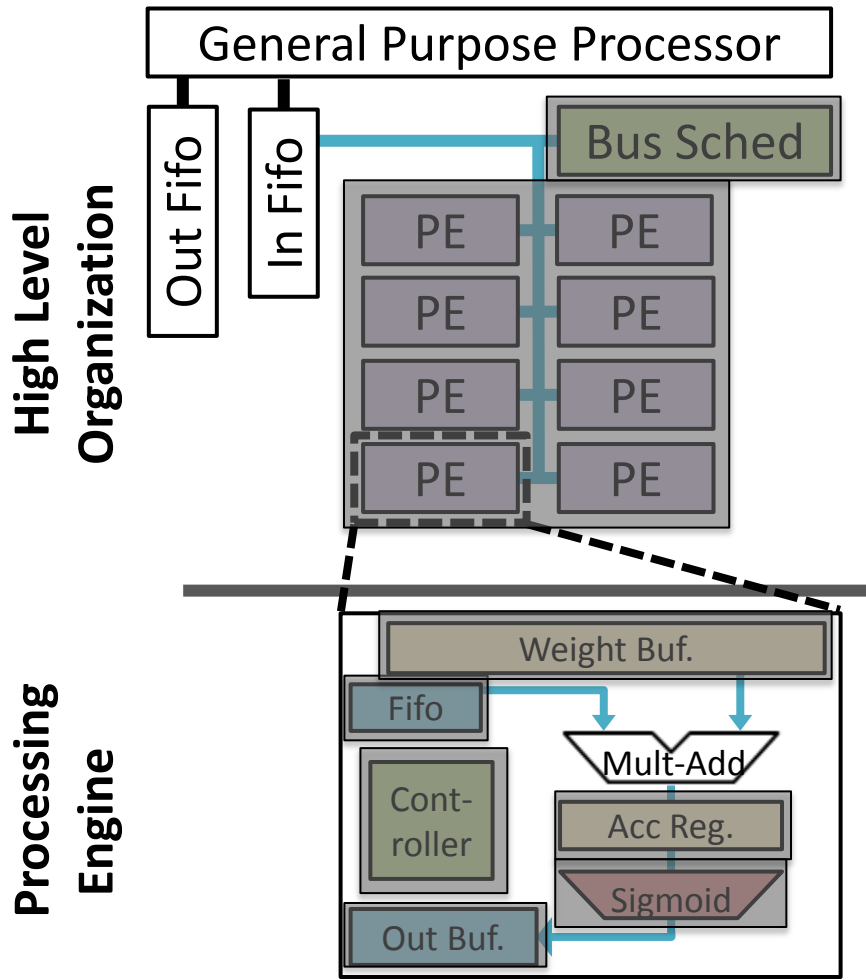 General Purpose Processor
Out Fifo
In Fifo
Bus Sched
High Level
Organization
PE
PE
PE
PE
PE
PE
PE
PE
Processing
Engine
Weight Buf.
Fifo
Mult-Add
Cont-
roller
Acc Reg.
Sigmoid
Out Buf.